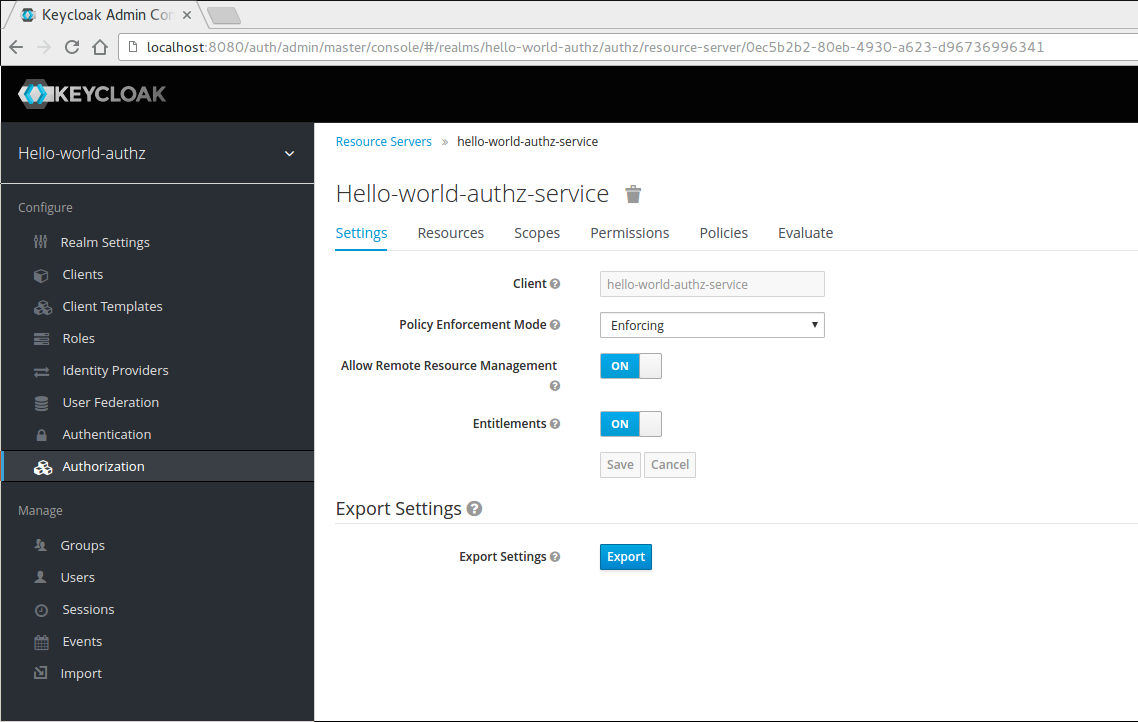 Keycloak Admin Con
localhost:8080/auth/admin/master/console/#/realms/hello-world-authz/authz/resource-server/0ec5b2b2-80eb-4930-a623-d96736996341
KEYCLOAK
Hello-world-authz
Configure
Realm Settings
Clients
Client Templates
Roles
Identity Providers
User Federation
Authentication
Authorization
Manage
Groups
Users
Sessions
Events
Import
Resource Servers » hello-world-authz-service
Hello-world-authz-service
Settings Resources Scopes Permissions Policies Evaluate
Client hello-world-authz-service
Policy Enforcement Mode Enforcing
Allow Remote Resource Management ON
Entitlements ON
Save Cancel
Export Settings
Export Settings Export